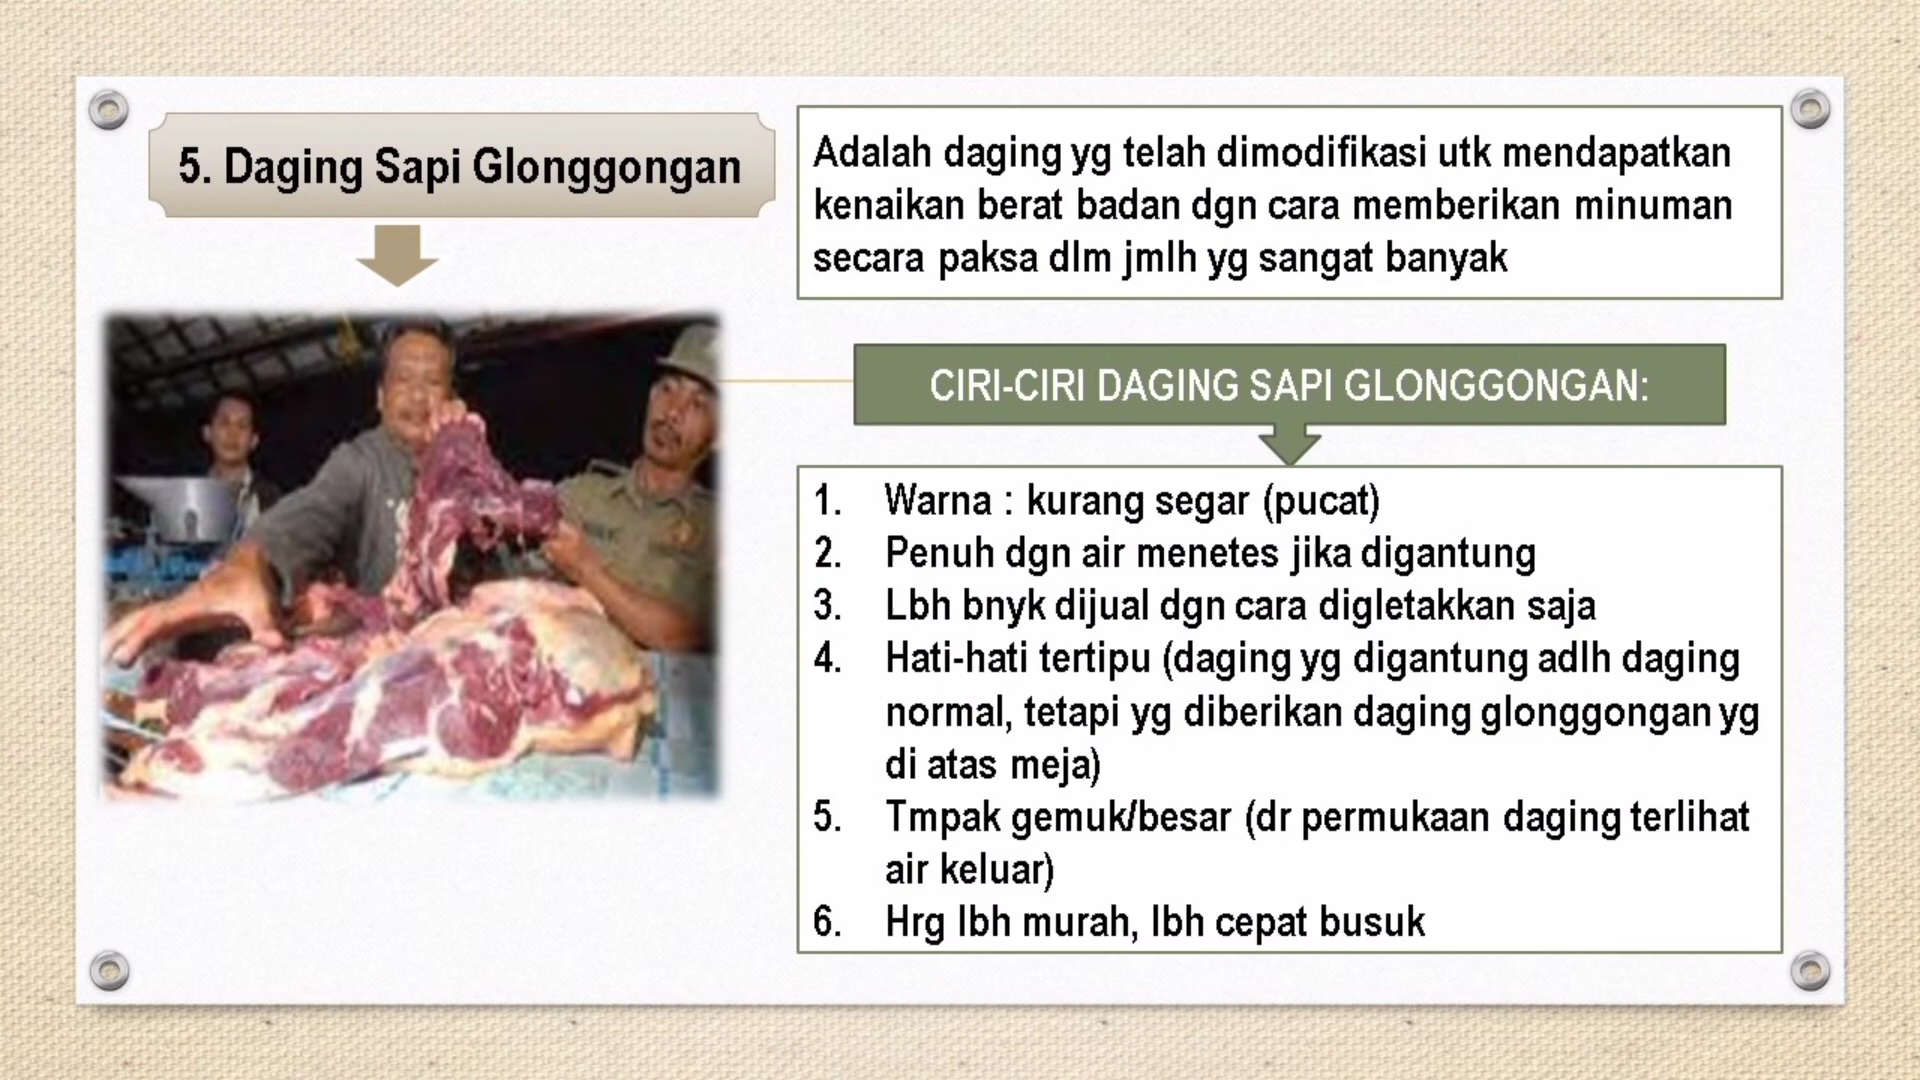 5. Daging Sapi Glonggongan
Adalah daging yg telah dimodifikasi utk mendapatkan
kenaikan berat badan dgn cara memberikan minuman
secara paksa dlm jmlh yg sangat banyak
CIRI-CIRI DAGING SAPI GLONGGONGAN:
1. Warna : kurang segar (pucat)
2. Penuh dgn air menetes jika digantung
3. Lbh bnyk dijual dgn cara digletakkan saja
4. Hati-hati tertipu (daging yg digantung adlh daging
normal, tetapi yg diberikan daging glonggongan yg
di atas meja)
5. Tmpak gemuk/besar (dr permukaan daging terlihat
air keluar)
6. Hrg lbh murah, lbh cepat busuk